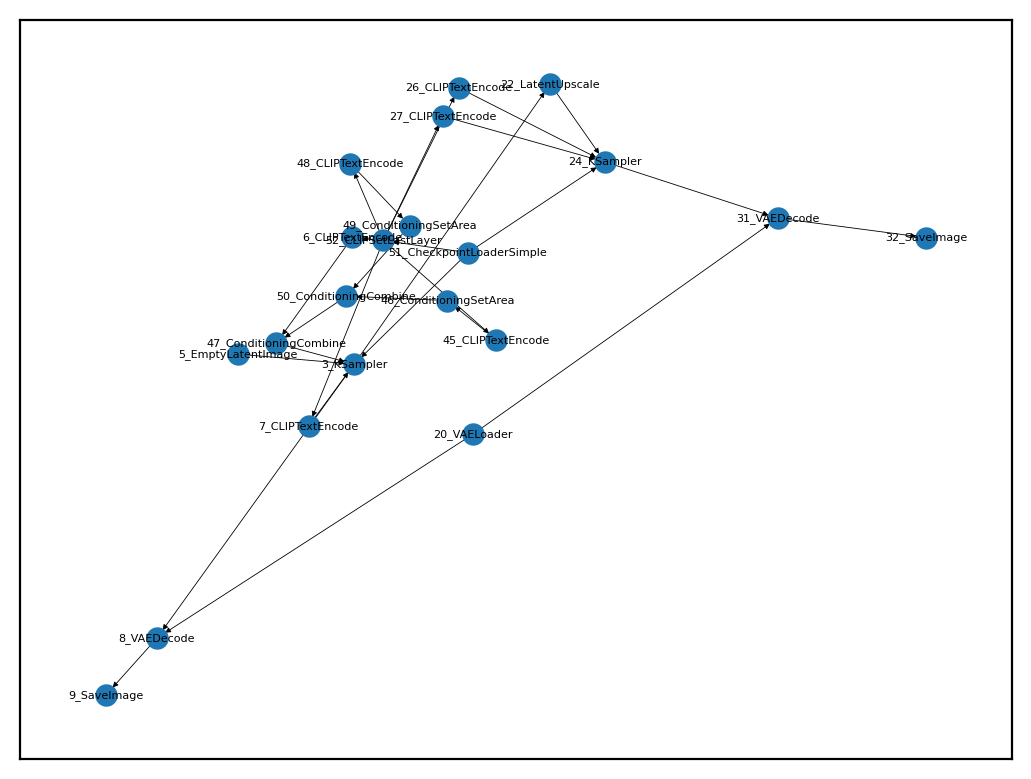 26_CLIPTextEncode
22_LatentUpscale
27_CLIPTextEncode
48_CLIPTextEncode
24_KSampler
31_VAEDecode
49_ConditioningSetArea
6_CLIPTextEncode
52_CLIPSetLastLayer
32_SaveImage
51_CheckpointLoaderSimple
50_ConditioningCombine
46_ConditioningSetArea
45_CLIPTextEncode
47_ConditioningCombine
5_EmptyLatentImage
3_KSampler
7_CLIPTextEncode
20_VAELoader
8_VAEDecode
9_SaveImage